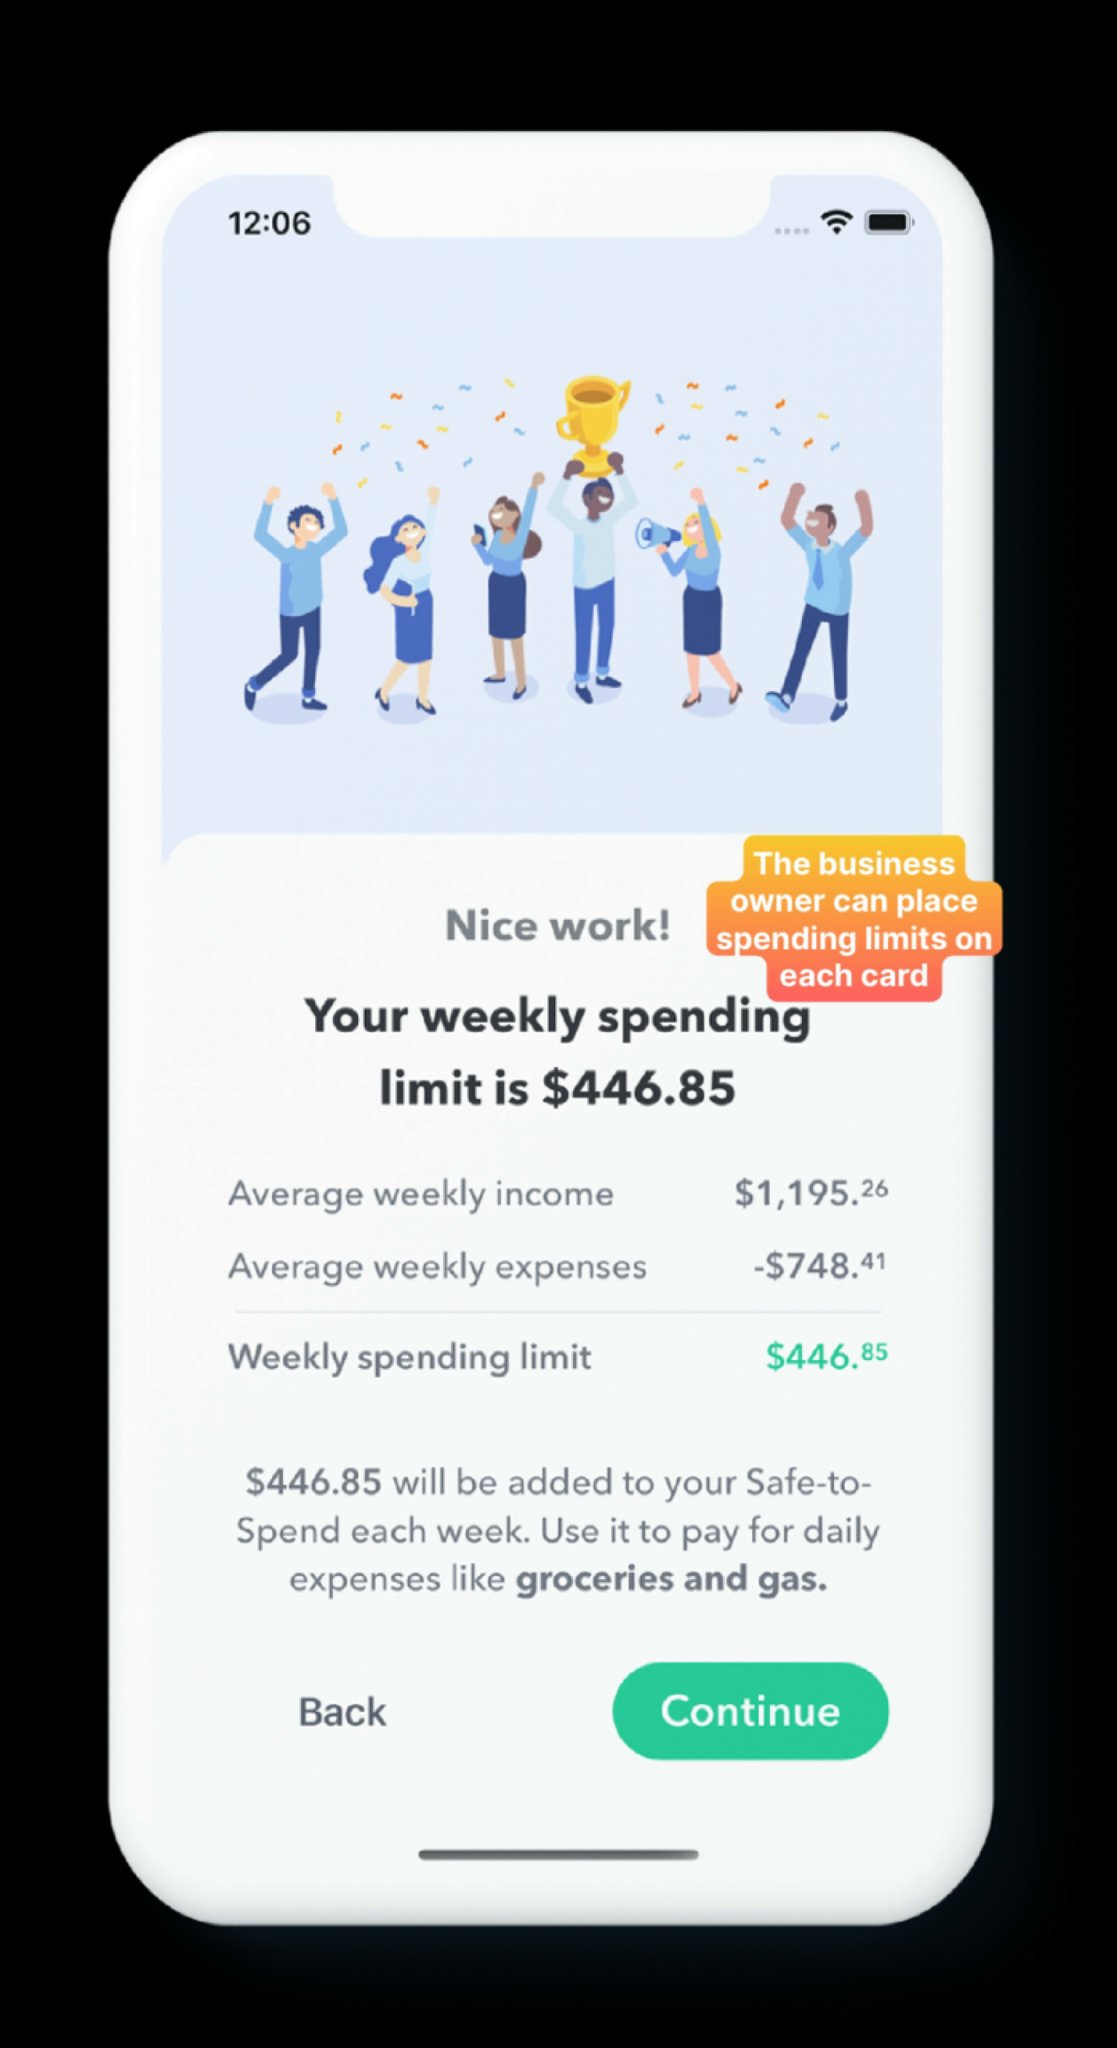 12:06
The business
owner can place
spending limits on
each card
Nice work!
Your weekly spending
limit is $446.85
Average weekly income $1,195.26
Average weekly expenses -$748.41
Weekly spending limit $446.85
$446.85 will be added to your Safe-to-
Spend each week. Use it to pay for daily
expenses like groceries and gas.
Back Continue